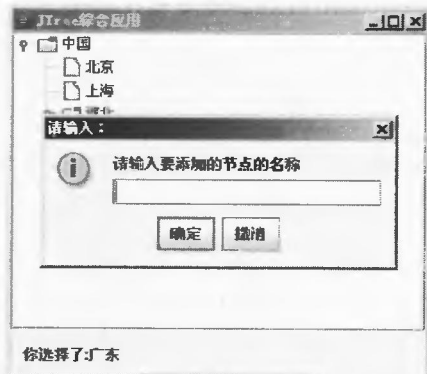 JTree综合应用
中国
北京
上海
河北
请输入：
请输入要添加的节点的名称
确定
撤消
你选择了:广东